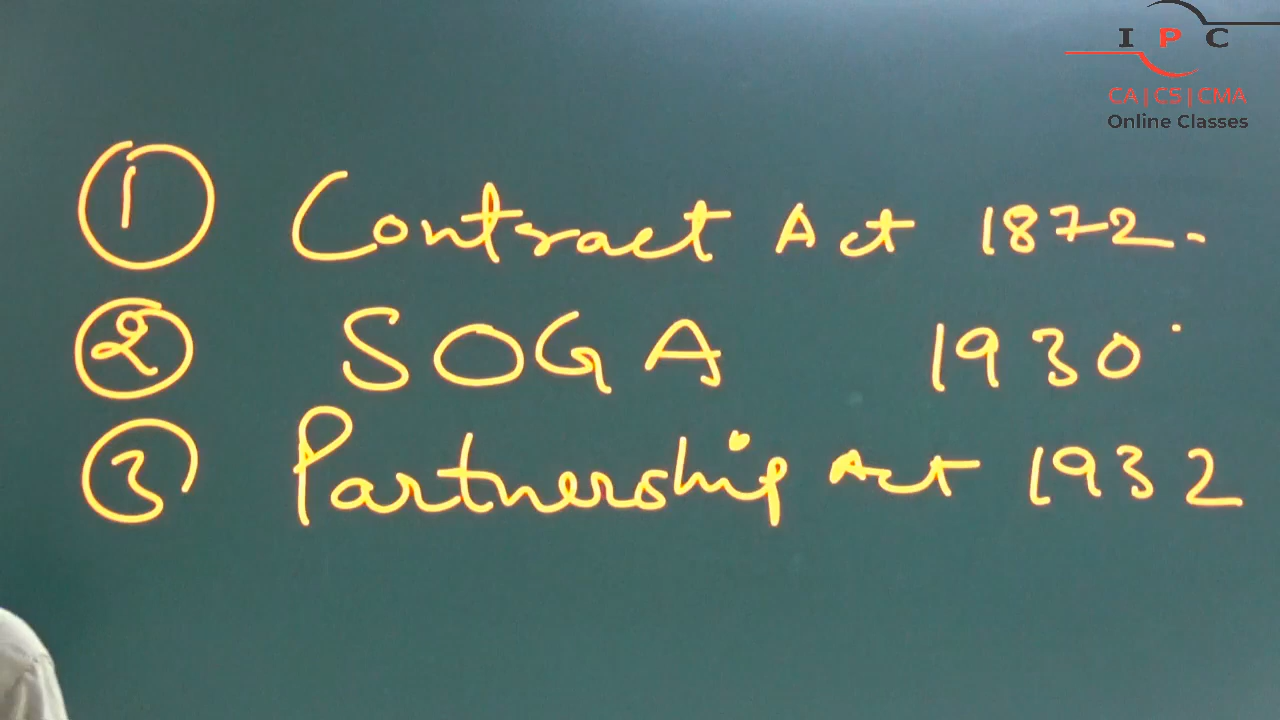 I P C
CA | CS | CMA
Online Classes
① Contract Act 1872.
② SOGA 1930
③ Partnership Act 1932